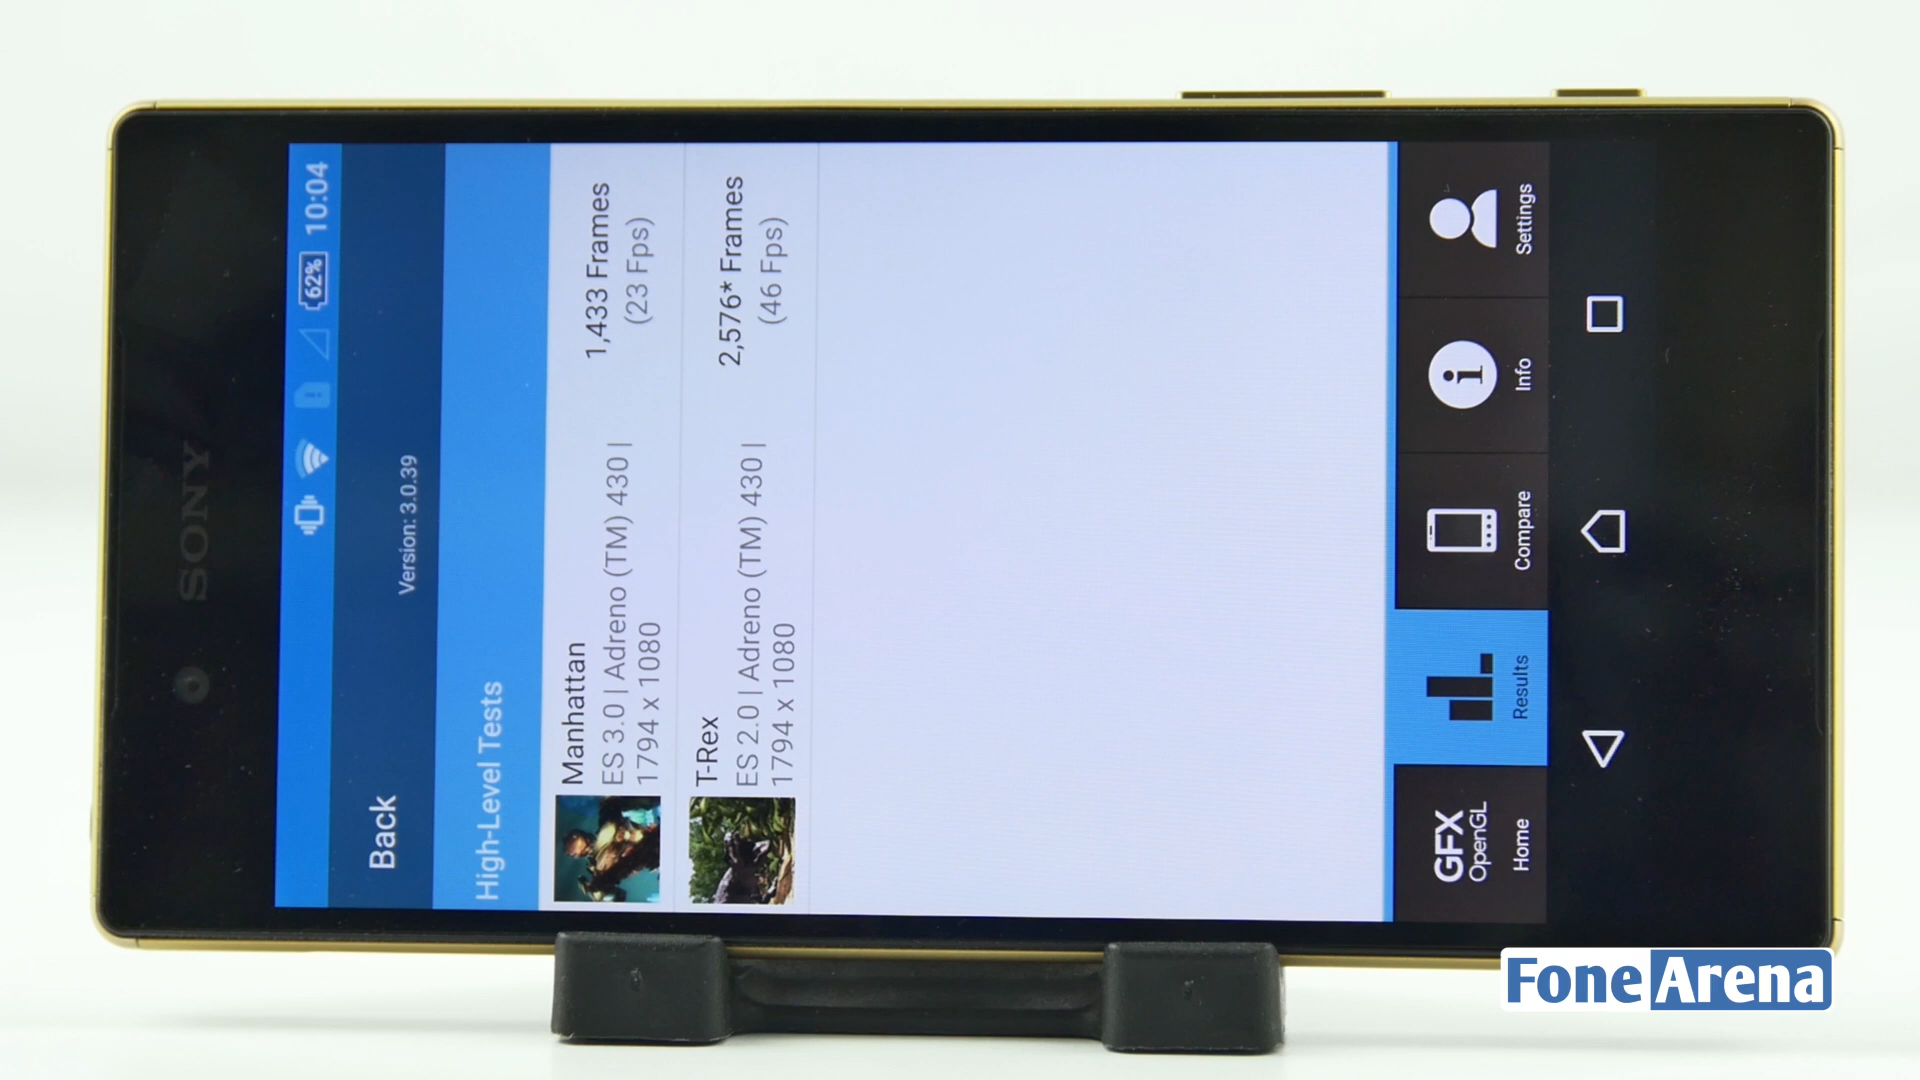 SONY
62% 10:04
Back
Version: 3.0.39
High-Level Tests
Manhattan
1,433 Frames
ES 3.0 | Adreno (TM) 430 |
(23 Fps)
1794 x 1080
T-Rex
2,576* Frames
ES 2.0 | Adreno (TM) 430 |
(46 Fps)
1794 x 1080
GFX
OpenGL
Home
Results
Compare
i
Info
Settings
FoneArena